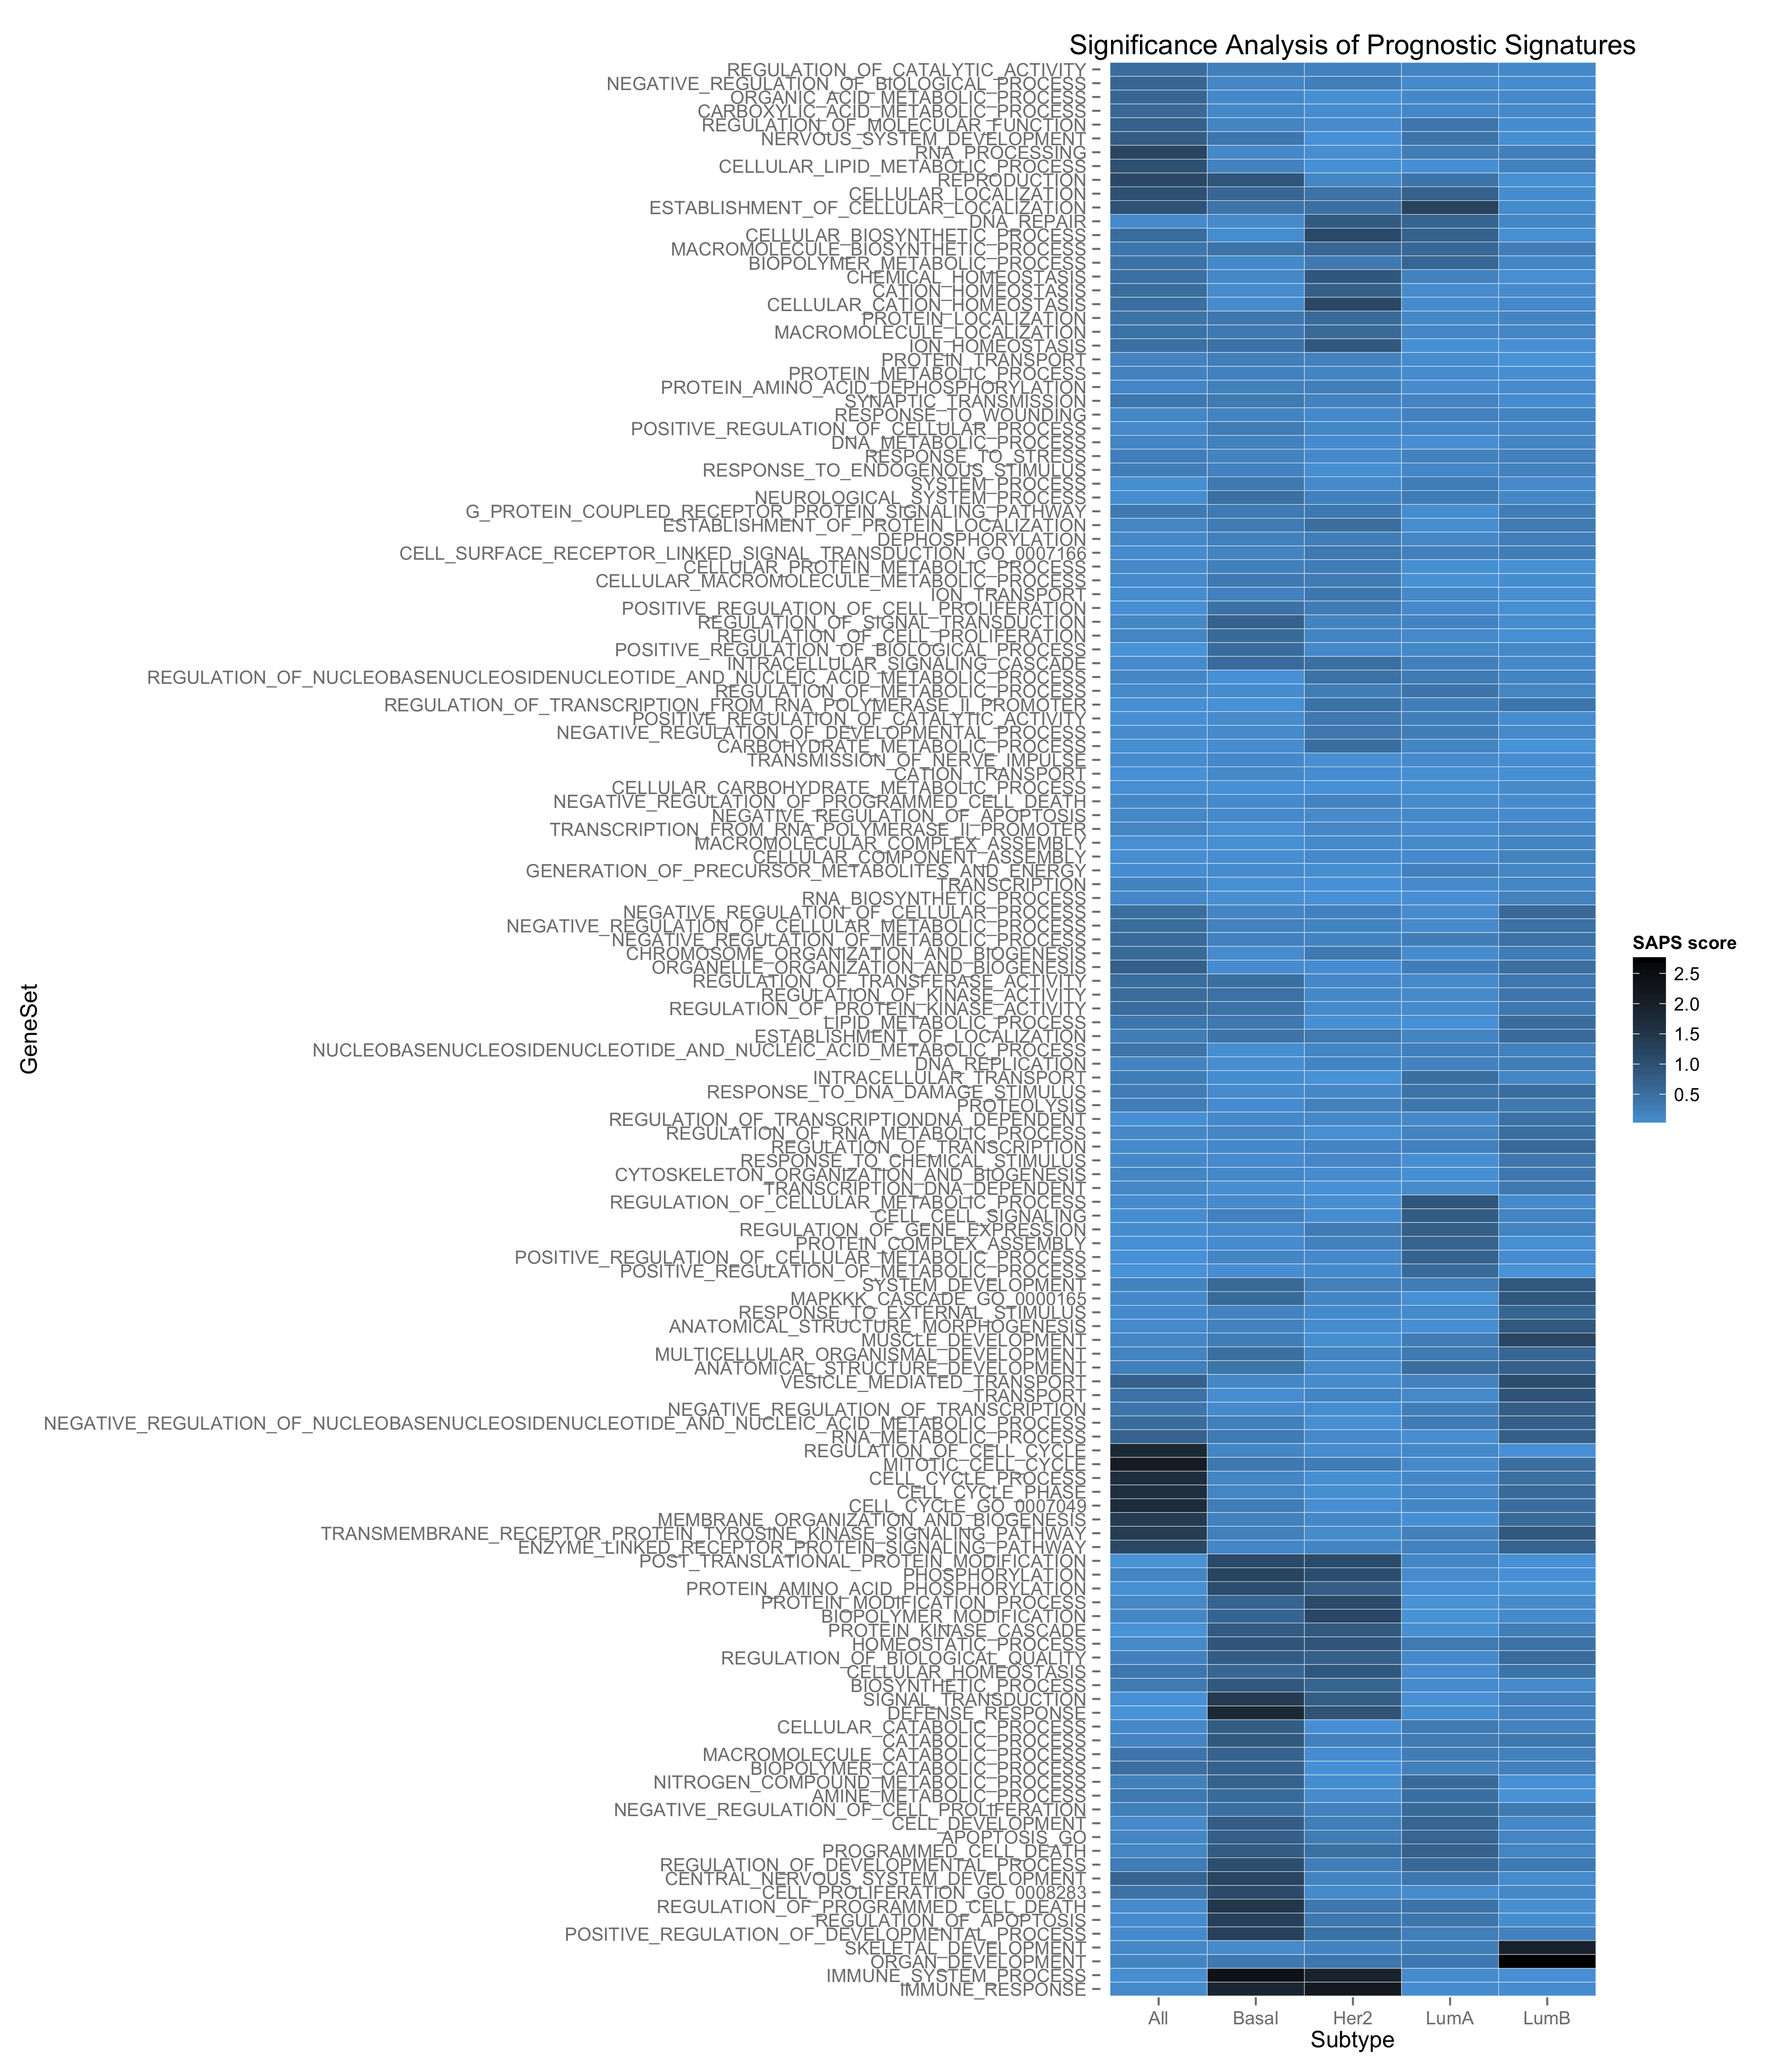 Significance Analysis of Prognostic Signatures
REGULATION_OF_CATALYTIC_ACTIVITY
NEGATIVE_REGULATION_OF_BIOLOGICAL_PROCESS
ORGANIC_ACID_METABOLIC_PROCESS
CARBOXYLIC_ACID_METABOLIC_PROCESS
REGULATION_OF_MOLECULAR_FUNCTION
NERVOUS_SYSTEM_DEVELOPMENT
RNA_PROCESSING
CELLULAR_LIPID_METABOLIC_PROCESS
REPRODUCTION
CELLULAR_LOCALIZATION
ESTABLISHMENT_OF_CELLULAR_LOCALIZATION
DNA_REPAIR
CELLULAR_BIOSYNTHETIC_PROCESS
MACROMOLECULE_BIOSYNTHETIC_PROCESS
BIOPOLYMER_METABOLIC_PROCESS
CHEMICAL_HOMEOSTASIS
CATION_HOMEOSTASIS
CELLULAR_CATION_HOMEOSTASIS
PROTEIN_LOCALIZATION
MACROMOLECULE_LOCALIZATION
ION_HOMEOSTASIS
PROTEIN_TRANSPORT
PROTEIN_METABOLIC_PROCESS
PROTEIN_AMINO_ACID_DEPHOSPHORYLATION
SYNAPTIC_TRANSMISSION
RESPONSE_TO_WOUNDING
POSITIVE_REGULATION_OF_CELLULAR_PROCESS
DNA_METABOLIC_PROCESS
RESPONSE_TO_STRESS
RESPONSE_TO_ENDOGENOUS_STIMULUS
SYSTEM_PROCESS
NEUROLOGICAL_SYSTEM_PROCESS
G_PROTEIN_COUPLED_RECEPTOR_PROTEIN_SIGNALING_PATHWAY
ESTABLISHMENT_OF_PROTEIN_LOCALIZATION
DEPHOSPHORYLATION
CELL_SURFACE_RECEPTOR_LINKED_SIGNAL_TRANSDUCTION_GO_0007166
CELLULAR_PROTEIN_METABOLIC_PROCESS
CELLULAR_MACROMOLECULE_METABOLIC_PROCESS
ION_TRANSPORT
POSITIVE_REGULATION_OF_CELL_PROLIFERATION
REGULATION_OF_SIGNAL_TRANSDUCTION
REGULATION_OF_CELL_PROLIFERATION
POSITIVE_REGULATION_OF_BIOLOGICAL_PROCESS
INTRACELLULAR_SIGNALING_CASCADE
REGULATION_OF_NUCLEOBASENUCLEOSIDENUCLEOTIDE_AND_NUCLEIC_ACID_METABOLIC_PROCESS
REGULATION_OF_METABOLIC_PROCESS
REGULATION_OF_TRANSCRIPTION_FROM_RNA_POLYMERASE_II_PROMOTER
POSITIVE_REGULATION_OF_CATALYTIC_ACTIVITY
NEGATIVE_REGULATION_OF_DEVELOPMENTAL_PROCESS
CARBOHYDRATE_METABOLIC_PROCESS
TRANSMISSION_OF_NERVE_IMPULSE
CATION_TRANSPORT
CELLULAR_CARBOHYDRATE_METABOLIC_PROCESS
NEGATIVE_REGULATION_OF_PROGRAMMED_CELL_DEATH
NEGATIVE_REGULATION_OF_APOPTOSIS
TRANSCRIPTION_FROM_RNA_POLYMERASE_II_PROMOTER
MACROMOLECULAR_COMPLEX_ASSEMBLY
CELLULAR_COMPONENT_ASSEMBLY
GENERATION_OF_PRECURSOR_METABOLITES_AND_ENERGY
TRANSCRIPTION
RNA_BIOSYNTHETIC_PROCESS
NEGATIVE_REGULATION_OF_CELLULAR_PROCESS
NEGATIVE_REGULATION_OF_CELLULAR_METABOLIC_PROCESS
NEGATIVE_REGULATION_OF_METABOLIC_PROCESS
CHROMOSOME_ORGANIZATION_AND_BIOGENESIS
ORGANELLE_ORGANIZATION_AND_BIOGENESIS
REGULATION_OF_TRANSFERASE_ACTIVITY
REGULATION_OF_KINASE_ACTIVITY
REGULATION_OF_PROTEIN_KINASE_ACTIVITY
LIPID_METABOLIC_PROCESS
ESTABLISHMENT_OF_LOCALIZATION
NUCLEOBASENUCLEOSIDENUCLEOTIDE_AND_NUCLEIC_ACID_METABOLIC_PROCESS
DNA_REPLICATION
INTRACELLULAR_TRANSPORT
RESPONSE_TO_DNA_DAMAGE_STIMULUS
PROTEOLYSIS
REGULATION_OF_TRANSCRIPTIONDNA_DEPENDENT
REGULATION_OF_RNA_METABOLIC_PROCESS
REGULATION_OF_TRANSCRIPTION
RESPONSE_TO_CHEMICAL_STIMULUS
CYTOSKELETON_ORGANIZATION_AND_BIOGENESIS
TRANSCRIPTION_DNA_DEPENDENT
REGULATION_OF_CELLULAR_METABOLIC_PROCESS
CELL_CELL_SIGNALING
REGULATION_OF_GENE_EXPRESSION
PROTEIN_COMPLEX_ASSEMBLY
POSITIVE_REGULATION_OF_CELLULAR_METABOLIC_PROCESS
POSITIVE_REGULATION_OF_METABOLIC_PROCESS
SYSTEM_DEVELOPMENT
MAPKKK_CASCADE_GO_0000165
RESPONSE_TO_EXTERNAL_STIMULUS
ANATOMICAL_STRUCTURE_MORPHOGENESIS
MUSCLE_DEVELOPMENT
MULTICELLULAR_ORGANISMAL_DEVELOPMENT
ANATOMICAL_STRUCTURE_DEVELOPMENT
VESICLE_MEDIATED_TRANSPORT
TRANSPORT
NEGATIVE_REGULATION_OF_TRANSCRIPTION
NEGATIVE_REGULATION_OF_NUCLEOBASENUCLEOSIDENUCLEOTIDE_AND_NUCLEIC_ACID_METABOLIC_PROCESS
RNA_METABOLIC_PROCESS
REGULATION_OF_CELL_CYCLE
MITOTIC_CELL_CYCLE
CELL_CYCLE_PROCESS
CELL_CYCLE_PHASE
CELL_CYCLE_GO_0007049
MEMBRANE_ORGANIZATION_AND_BIOGENESIS
TRANSMEMBRANE_RECEPTOR_PROTEIN_TYROSINE_KINASE_SIGNALING_PATHWAY
ENZYME_LINKED_RECEPTOR_PROTEIN_SIGNALING_PATHWAY
POST_TRANSLATIONAL_PROTEIN_MODIFICATION
PHOSPHORYLATION
PROTEIN_AMINO_ACID_PHOSPHORYLATION
PROTEIN_MODIFICATION_PROCESS
BIOPOLYMER_MODIFICATION
PROTEIN_KINASE_CASCADE
HOMEOSTATIC_PROCESS
REGULATION_OF_BIOLOGICAL_QUALITY
CELLULAR_HOMEOSTASIS
BIOSYNTHETIC_PROCESS
SIGNAL_TRANSDUCTION
DEFENSE_RESPONSE
CELLULAR_CATABOLIC_PROCESS
CATABOLIC_PROCESS
MACROMOLECULE_CATABOLIC_PROCESS
BIOPOLYMER_CATABOLIC_PROCESS
NITROGEN_COMPOUND_METABOLIC_PROCESS
AMINE_METABOLIC_PROCESS
NEGATIVE_REGULATION_OF_CELL_PROLIFERATION
CELL_DEVELOPMENT
APOPTOSIS_GO
PROGRAMMED_CELL_DEATH
REGULATION_OF_DEVELOPMENTAL_PROCESS
CENTRAL_NERVOUS_SYSTEM_DEVELOPMENT
CELL_PROLIFERATION_GO_0008283
REGULATION_OF_PROGRAMMED_CELL_DEATH
REGULATION_OF_APOPTOSIS
POSITIVE_REGULATION_OF_DEVELOPMENTAL_PROCESS
SKELETAL_DEVELOPMENT
ORGAN_DEVELOPMENT
IMMUNE_SYSTEM_PROCESS
IMMUNE_RESPONSE
GeneSet
All Basal Her2 LumA LumB
Subtype
SAPS score
2.5
2.0
1.5
1.0
0.5